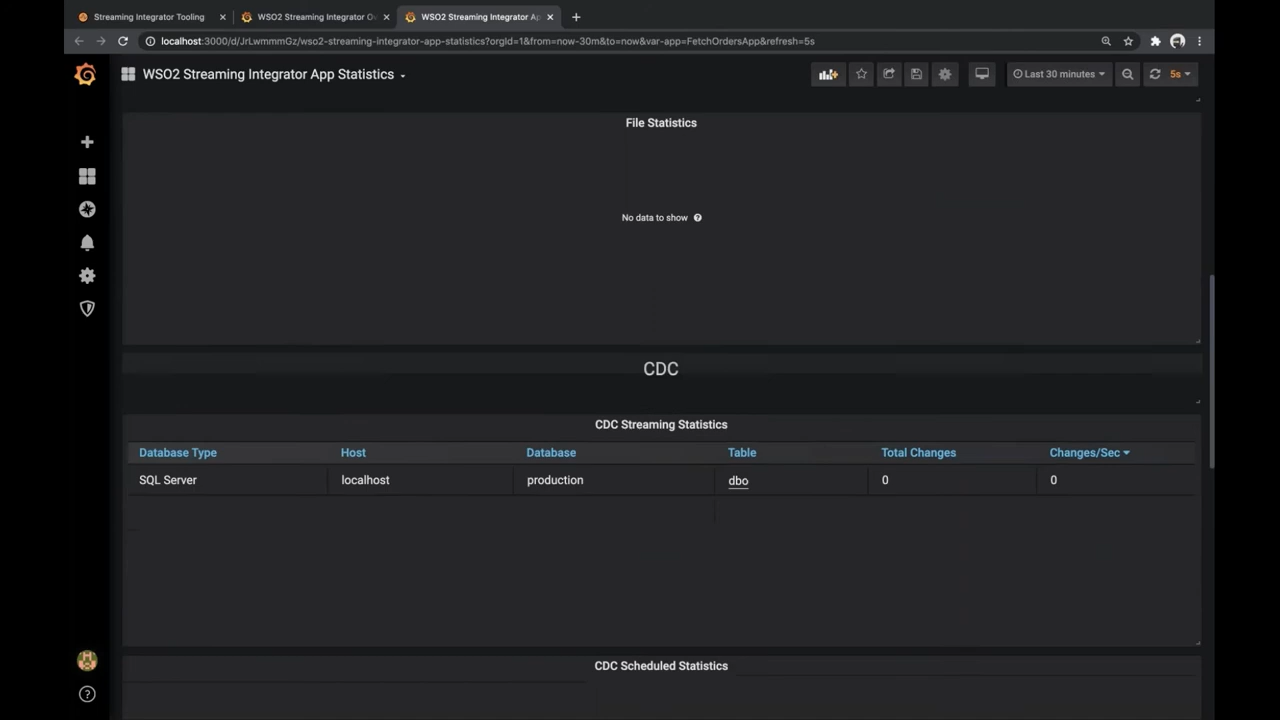 Streaming Integrator Tooling
WSO2 Streaming Integrator Ov
WSO2 Streaming Integrator Ap
localhost:3000/d/JrLwmmmGz/wso2-streaming-integrator-app-statistics?orgId=1&from=now-30m&to=now&var-app=FetchOrdersApp&refresh=5s
WSO2 Streaming Integrator App Statistics
Last 30 minutes
5s
File Statistics
No data to show
CDC
CDC Streaming Statistics
Database Type Host Database Table Total Changes Changes/Sec
SQL Server localhost production dbo 0 0
CDC Scheduled Statistics